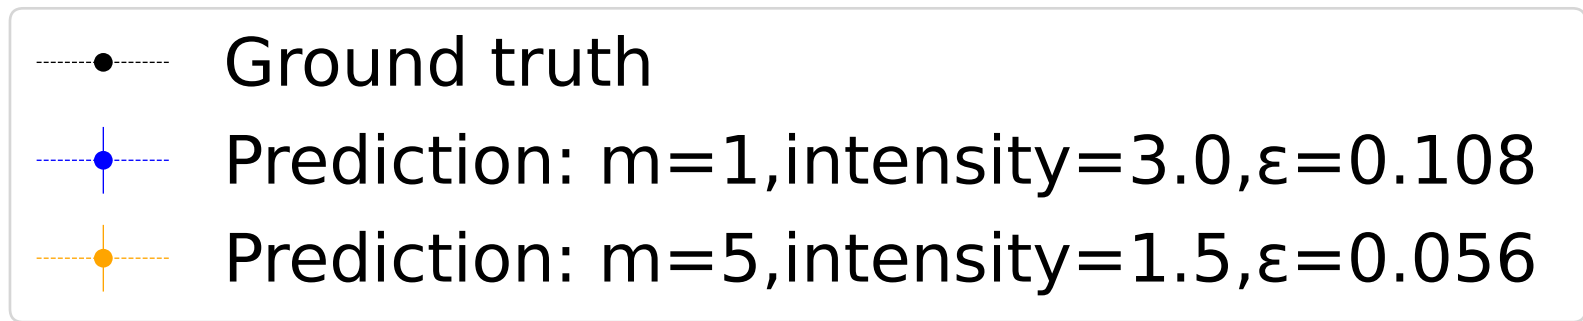 Ground truth
Prediction: m=1,intensity=3.0,ε=0.108
Prediction: m=5,intensity=1.5,ε=0.056